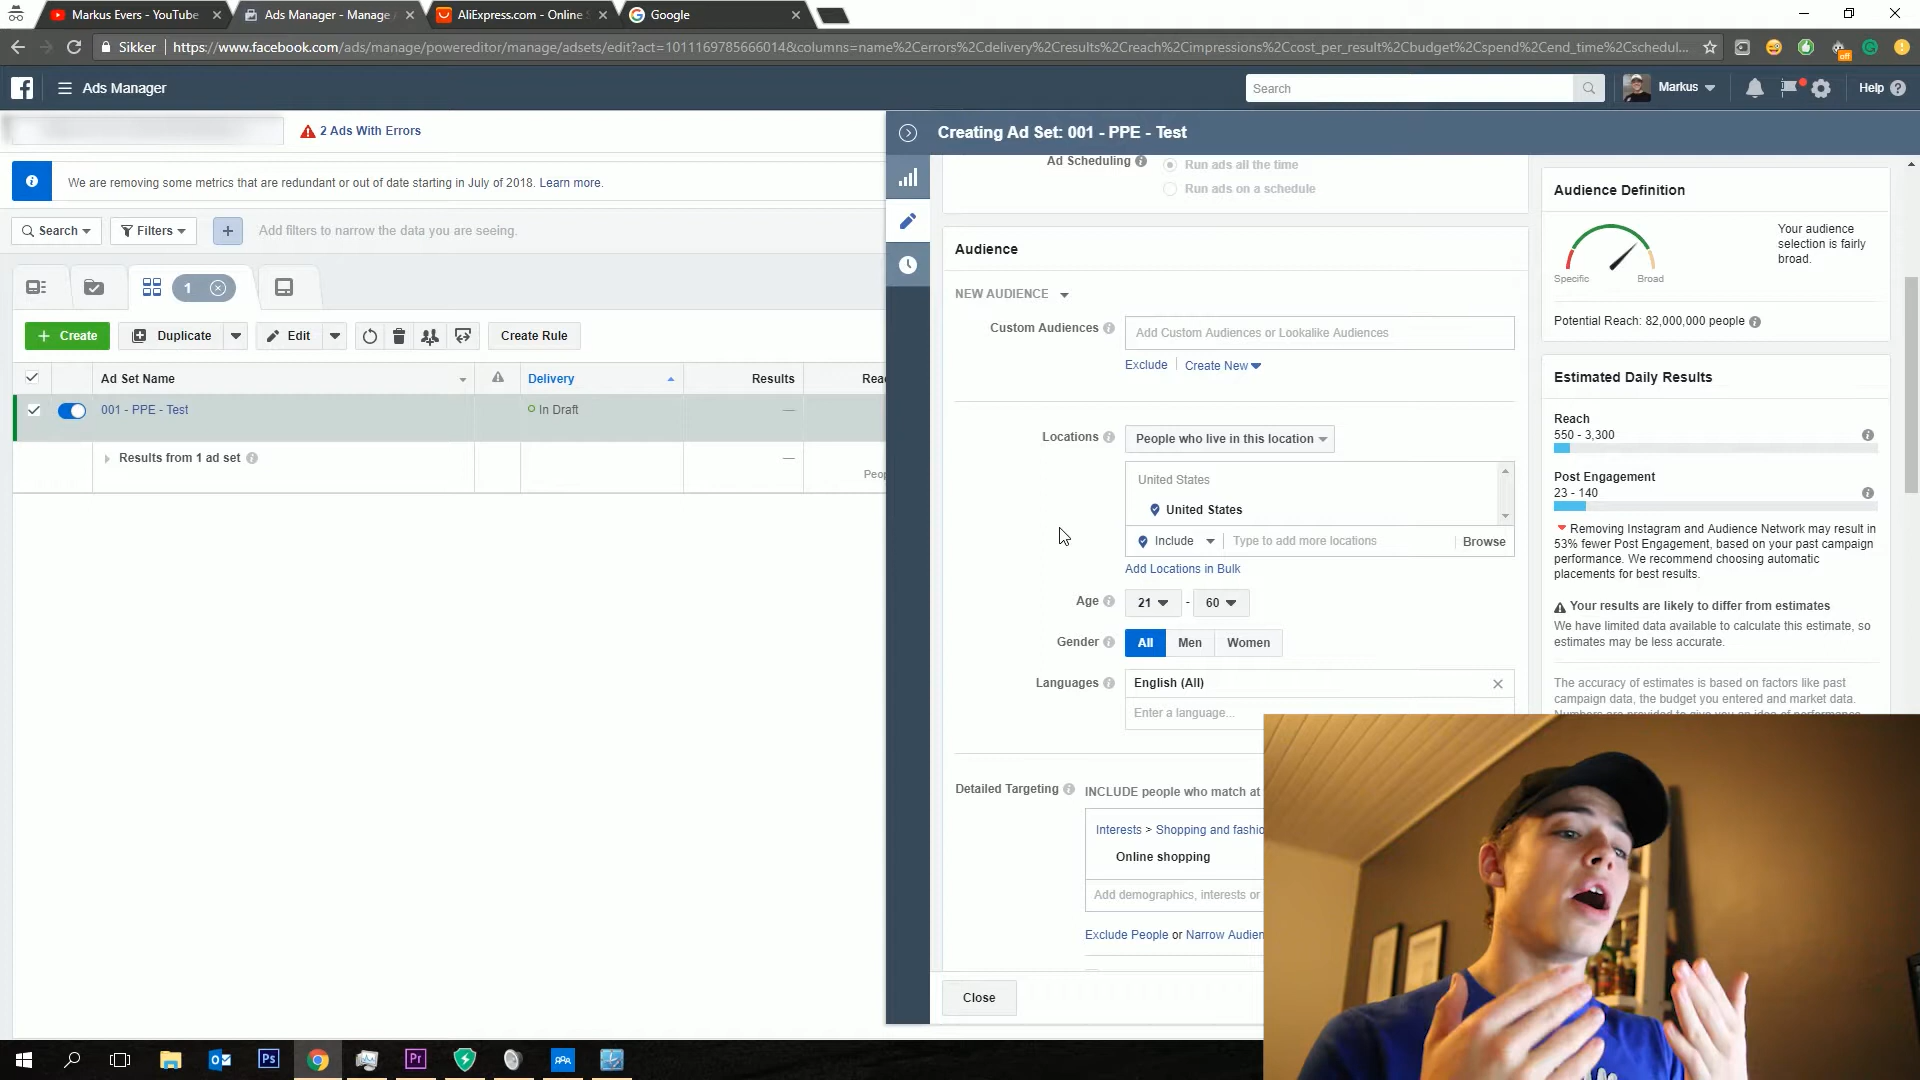 Markus Evers - YouTube
Ads Manager - Manage
AliExpress.com - Online
Google
Sikker
https://www.facebook.com/ads/manage/powereditor/manage/adsets/edit?act=1011169785666014&columns=name%2Cerrors%2Cdelivery%2Cresults%2Creach%2Cimpressions%2Ccost_per_result%2Cbudget%2Cspend%2Cend_time%2Cschedul...
off
Ads Manager
Search
Markus
Help
2 Ads With Errors
We are removing some metrics that are redundant or out of date starting in July of 2018. Learn more.
Search
Filters
Add filters to narrow the data you are seeing.
1
Create
Duplicate
Edit
Create Rule
Ad Set Name
Delivery
Results
Reac
001 - PPE - Test
In Draft
—
Results from 1 ad set
—
Peop
Creating Ad Set: 001 - PPE - Test
Ad Scheduling
Run ads all the time
Run ads on a schedule
Audience
NEW AUDIENCE
Custom Audiences
Add Custom Audiences or Lookalike Audiences
Exclude
Create New
Locations
People who live in this location
United States
United States
Include
Type to add more locations
Browse
Add Locations in Bulk
Age
21 - 60
Gender
All
Men
Women
Languages
English (All)
Enter a language...
Detailed Targeting
INCLUDE people who match at
Interests > Shopping and fashio
Online shopping
Add demographics, interests or
Exclude People or Narrow Audien
Close
Audience Definition
Your audience
selection is fairly
broad.
Specific
Broad
Potential Reach: 82,000,000 people
Estimated Daily Results
Reach
550 - 3,300
Post Engagement
23 - 140
Removing Instagram and Audience Network may result in
53% fewer Post Engagement, based on your past campaign
performance. We recommend choosing automatic
placements for best results.
Your results are likely to differ from estimates
We have limited data available to calculate this estimate, so
estimates may be less accurate.
The accuracy of estimates is based on factors like past
campaign data, the budget you entered and market data.
Ps
Pr